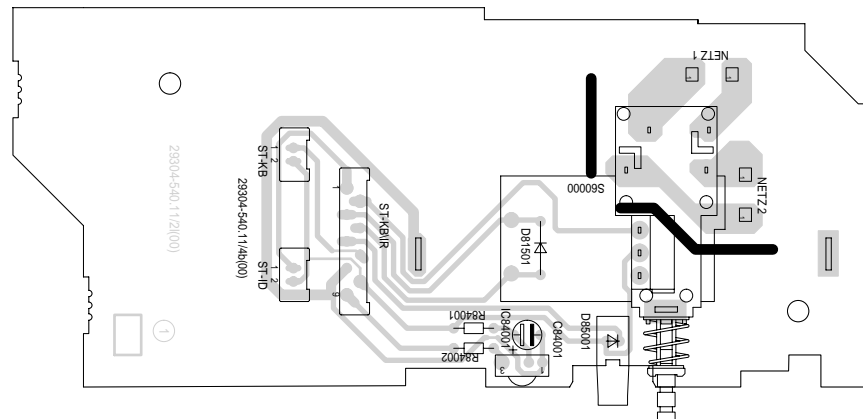 NETZ 1
ST-KB
1
2
29304-540.11/2l(00)
29304-540.11/4b(00)
ST-KB\IR
1
9
S60000
NETZ 2
D81501
ST-ID
1
2
R84001
IC84001
C84001
D85001
R84002
+
3
1
1